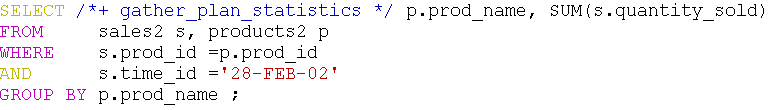 SELECT /*+ gather_plan_statistics */ p.prod_name, SUM(s.quantity_sold)
FROM sales2 s, products2 p
WHERE s.prod_id =p.prod_id
AND s.time_id ='28-FEB-02'
GROUP BY p.prod_name ;